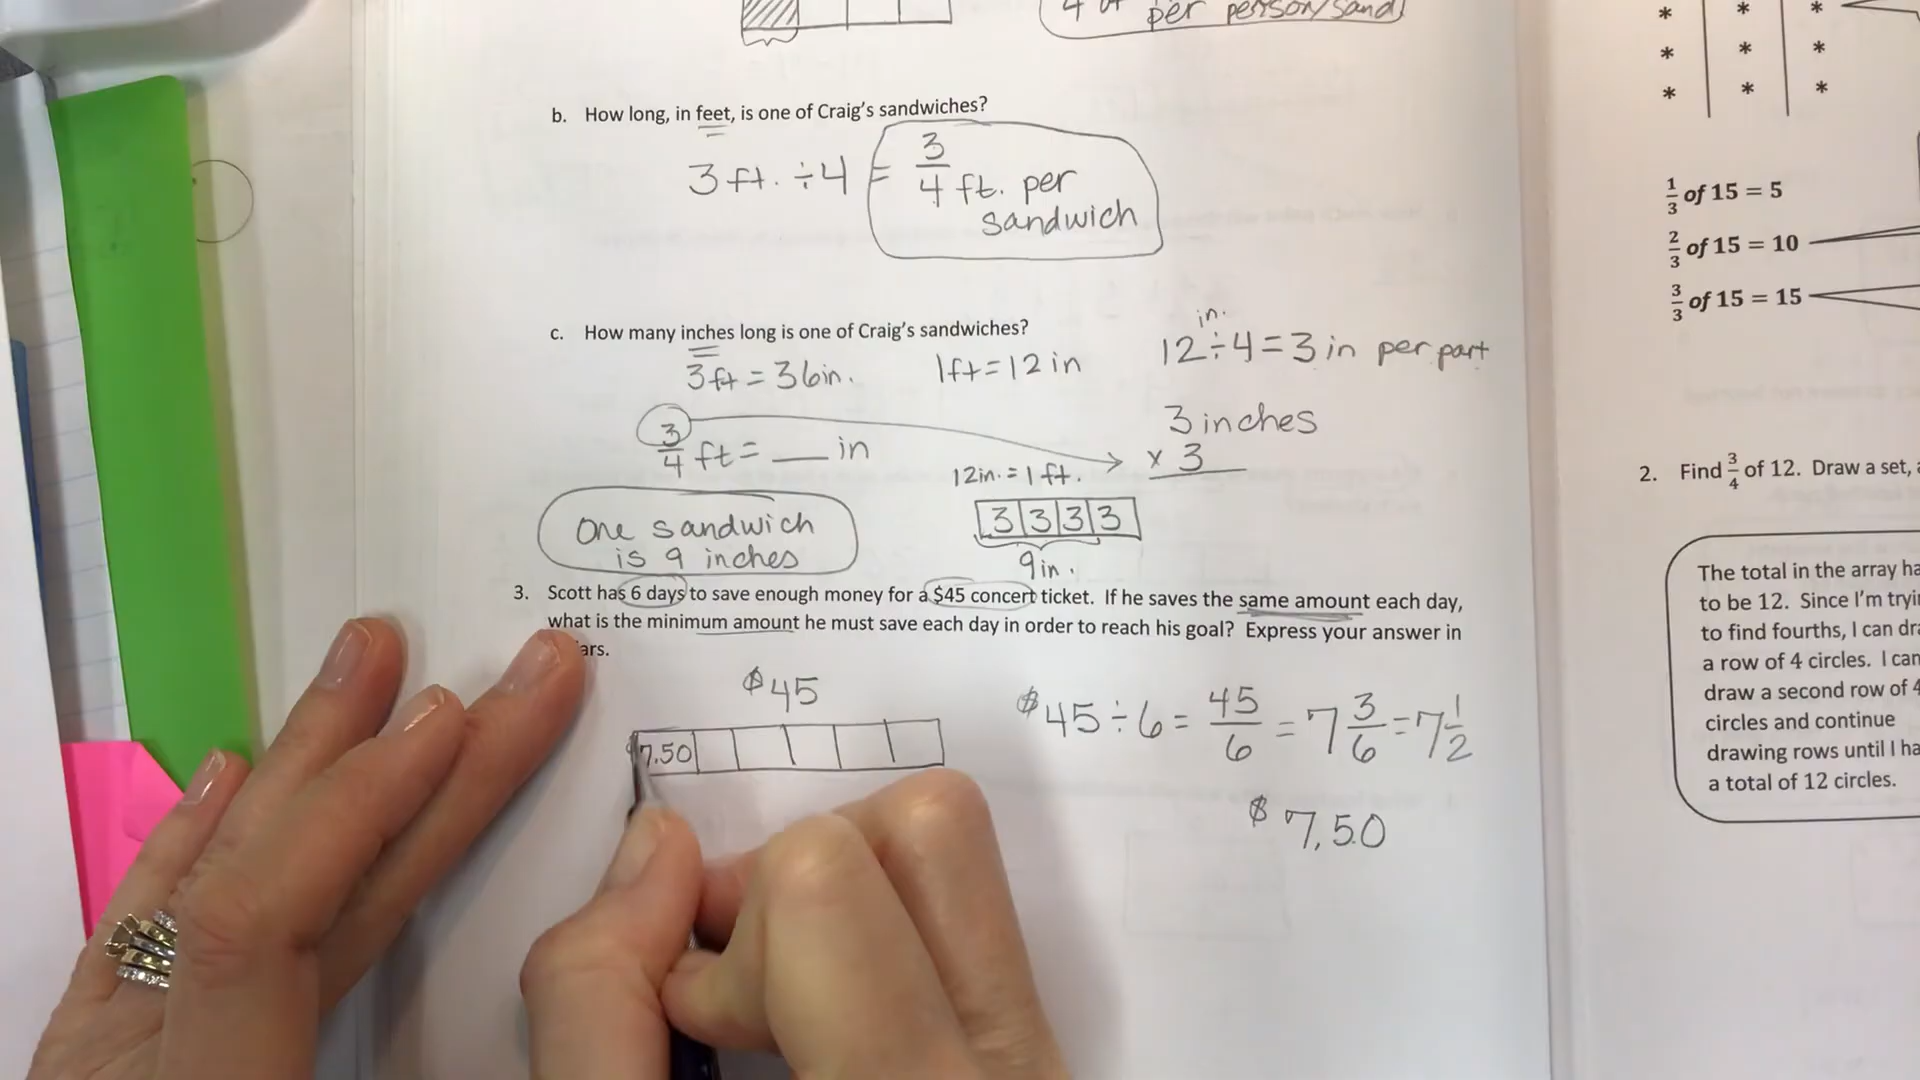 4 of per person/sand
b. How long, in feet, is one of Craig's sandwiches?
3 ft. ÷ 4 = 3/4 ft. per
sandwich
c. How many inches long is one of Craig's sandwiches?
3ft = 36in.
1ft = 12 in
in.
12 ÷ 4 = 3 in per part
3/4 ft = ___ in
3 inches
x 3
12in. = 1 ft.
3 3 3 3
9 in.
One sandwich
is 9 inches
3. Scott has 6 days to save enough money for a $45 concert ticket. If he saves the same amount each day,
what is the minimum amount he must save each day in order to reach his goal? Express your answer in
ars.
$45
7.50
$45 ÷ 6 = 45/6 = 7 3/6 = 7 1/2
$7.50
* * *
* * *
* * *
1/3 of 15 = 5
2/3 of 15 = 10
3/3 of 15 = 15
2. Find 3/4 of 12. Draw a set,
The total in the array ha
to be 12. Since I'm tryi
to find fourths, I can dr
a row of 4 circles. I can
draw a second row of 4
circles and continue
drawing rows until I ha
a total of 12 circles.